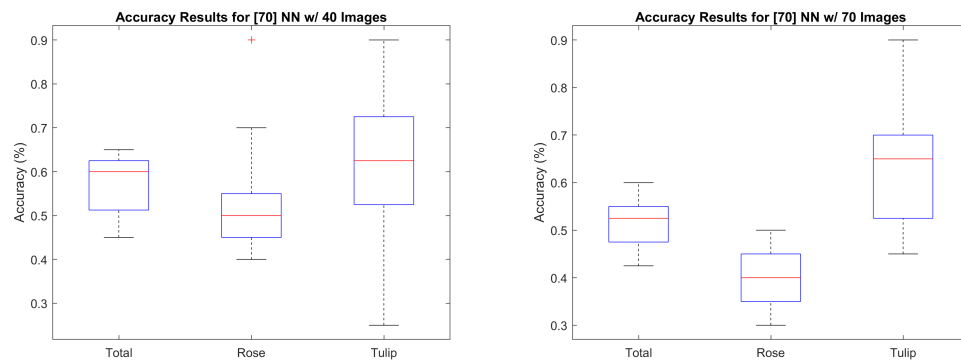 Accuracy Results for [70] NN w/ 40 Images
Accuracy (%)
0.9
0.8
0.7
0.6
0.5
0.4
0.3
Total Rose Tulip
Accuracy Results for [70] NN w/ 70 Images
Accuracy (%)
0.9
0.8
0.7
0.6
0.5
0.4
0.3
Total Rose Tulip